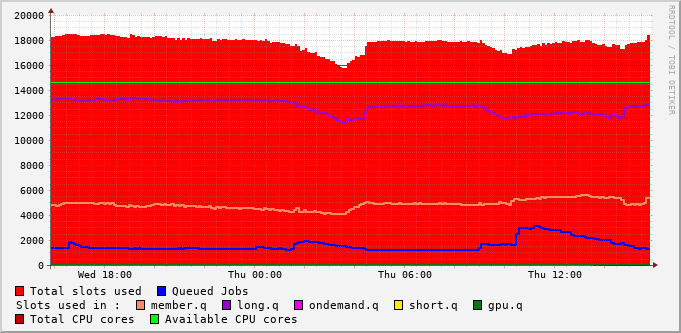 RRDTOOL / TOBI OETIKER
20000
18000
16000
14000
12000
10000
8000
6000
4000
2000
0
Wed 18:00 Thu 00:00 Thu 06:00 Thu 12:00
Total slots used Queued Jobs
Slots used in : member.q long.q ondemand.q short.q gpu.q
Total CPU cores Available CPU cores